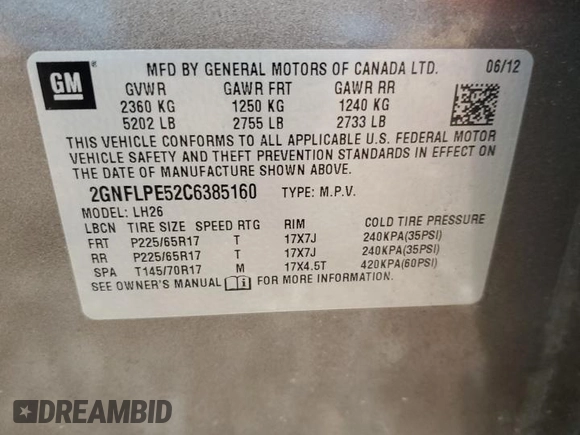 GM
MFD BY GENERAL MOTORS OF CANADA LTD. 06/12
GVWR GAWR FRT GAWR RR
2360 KG 1250 KG 1240 KG
5202 LB 2755 LB 2733 LB
THIS VEHICLE CONFORMS TO ALL APPLICABLE U.S. FEDERAL MOTOR
VEHICLE SAFETY AND THEFT PREVENTION STANDARDS IN EFFECT ON
THE DATE OF MANUFACTURE SHOWN ABOVE.
2GNFLPE52C6385160 TYPE: M.P.V.
MODEL: LH26
LBCN TIRE SIZE SPEED RTG RIM COLD TIRE PRESSURE
FRT P225/65R17 T 17X7J 240KPA(35PSI)
RR P225/65R17 T 17X7J 240KPA(35PSI)
SPA T145/70R17 M 17X4.5T 420KPA(60PSI)
SEE OWNER'S MANUAL FOR MORE INFORMATION.
DREAMBID